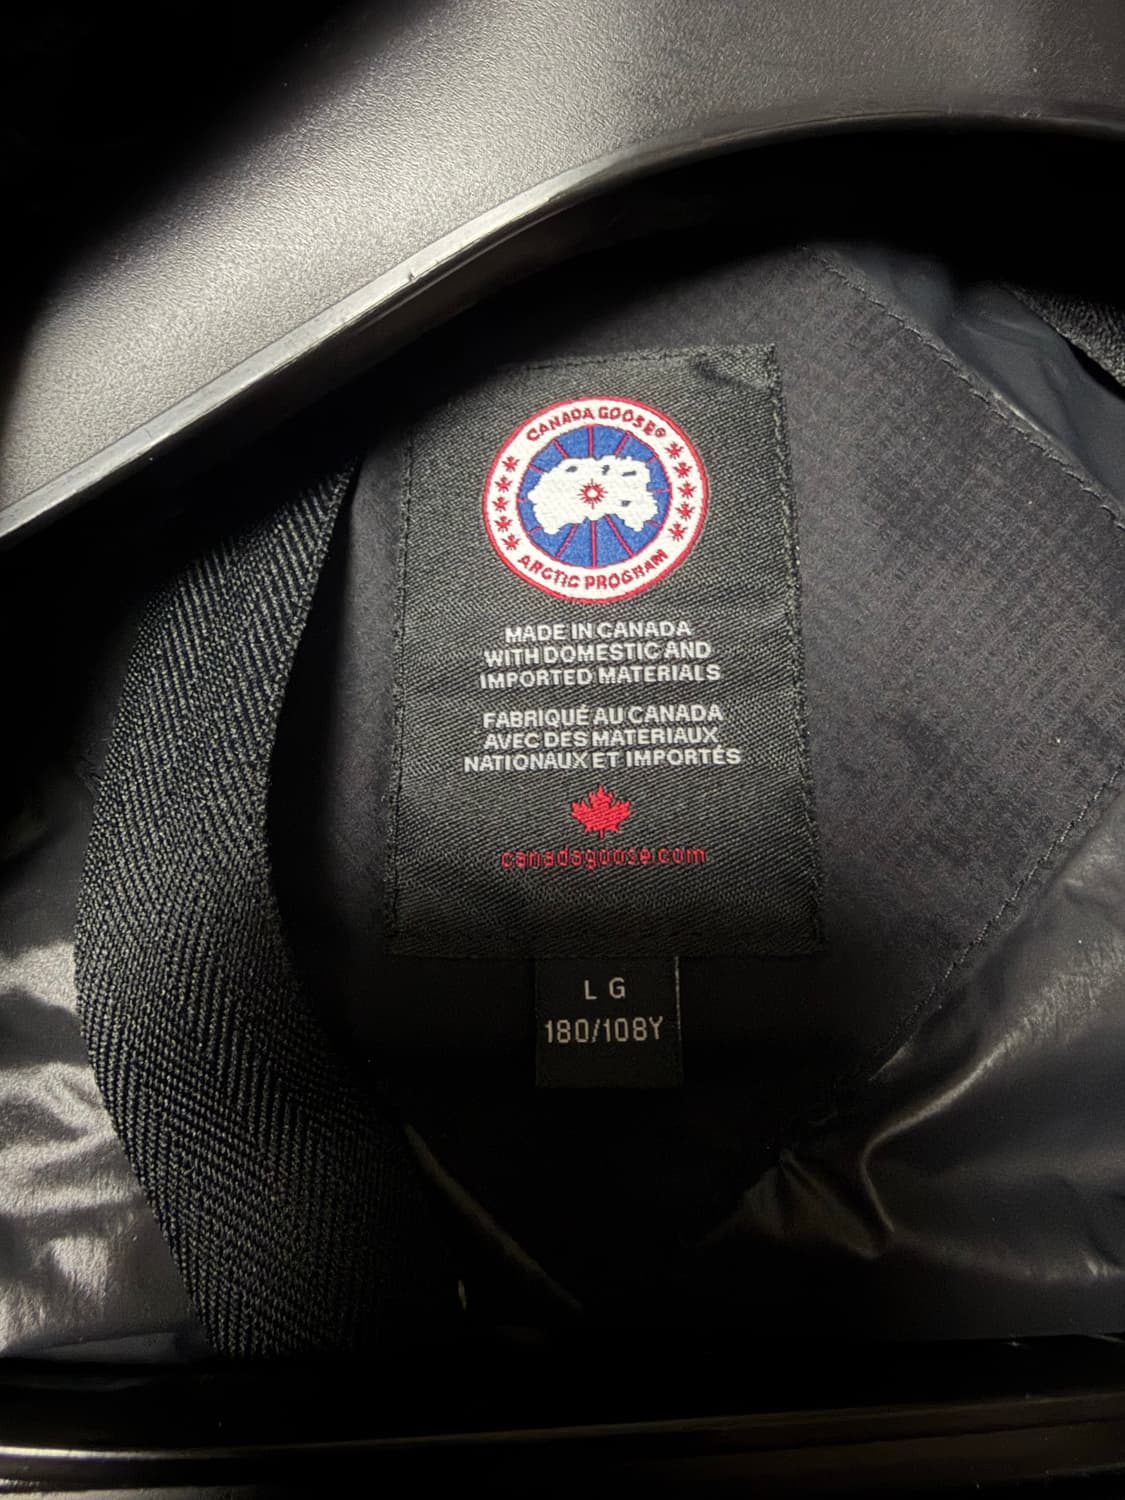 CANADA GOOSE®
ARCTIC PROGRAM
MADE IN CANADA
WITH DOMESTIC AND
IMPORTED MATERIALS
FABRIQUÉ AU CANADA
AVEC DES MATERIAUX
NATIONAUX ET IMPORTÉS
canadagoose.com
LG
180/108Y